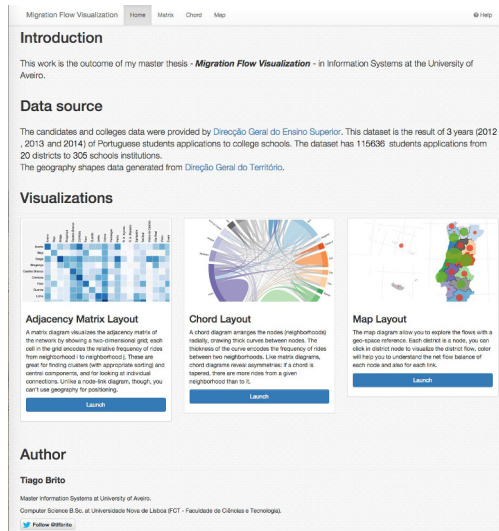 Migration Flow Visualization Home Matrix Chord Map Help
Introduction
This work is the outcome of my master thesis - Migration Flow Visualization - in Information Systems at the University of
Aveiro.
Data source
The candidates and colleges data were provided by Direcção Geral do Ensino Superior. This dataset is the result of 3 years (2012
, 2013 and 2014) of Portuguese students applications to college schools. The dataset has 115636 students applications from
20 districts to 305 schools institutions.
The geography shapes data generated from Direição Geral do Território.
Visualizations
Adjacency Matrix Layout
A matrix diagram visualizes the adjacency matrix of
the network by showing a two-dimensional grid; each
cell in the grid encodes the relative frequency of rides
from neighborhood i to neighborhood j. These are
great for finding clusters (with appropriate sorting) and
central components, and for looking at individual
connections. Unlike a node-link diagram, though, you
can't use geography for positioning.
Launch
Chord Layout
A chord diagram arranges the nodes (neighborhoods)
radially, drawing thick curves between nodes. The
thickness of the curve encodes the frequency of rides
between two neighborhoods. Like matrix diagrams,
chord diagrams reveal asymmetries: if a chord is
tapered, there are more rides from a given
neighborhood than to it.
Launch
Map Layout
The map diagram allow you to explore the flows with a
geo-space reference. Each district is a node, you can
click in district node to visualize the district flow, color
will help you to understand the net flow balance of
each node and also for each link.
Launch
Author
Tiago Brito
Master Information Systems at University of Aveiro.
Computer Science B.Sc. at Universidade Nova de Lisboa (FCT - Faculdade de Ciências e Tecnologia).
Follow @tfbrito